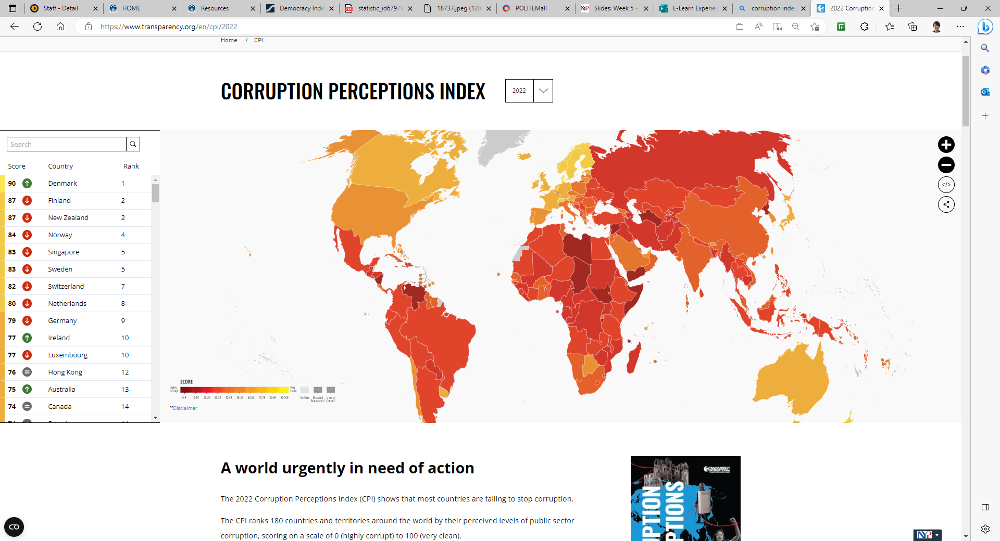 Staff - Detail
HOME
Resources
Democracy Inde
statistic_id67979
18737.jpeg (120
POLITEMall
NYP
Slides: Week 5 -
E-Learn Experien
corruption index
2022 Corruption
https://www.transparency.org/en/cpi/2022
Home / CPI
CORRUPTION PERCEPTIONS INDEX
2022
Search
Score Country Rank
90 Denmark 1
87 Finland 2
87 New Zealand 2
84 Norway 4
83 Singapore 5
83 Sweden 5
82 Switzerland 7
80 Netherlands 8
79 Germany 9
77 Ireland 10
77 Luxembourg 10
76 Hong Kong 12
75 Australia 13
74 Canada 14
SCORE
Highly Corrupt
Very Clean
0-9 10-19 20-29 30-39 40-49 50-59 60-69 70-79 80-89 90-100
No Data
Disputed Boundaries*
Lines of Control*
*Disclaimer
A world urgently in need of action
The 2022 Corruption Perceptions Index (CPI) shows that most countries are failing to stop corruption.
The CPI ranks 180 countries and territories around the world by their perceived levels of public sector
corruption, scoring on a scale of 0 (highly corrupt) to 100 (very clean).
TRANSPARENCY
INTERNATIONAL
UPTION
PTIONS
NYP